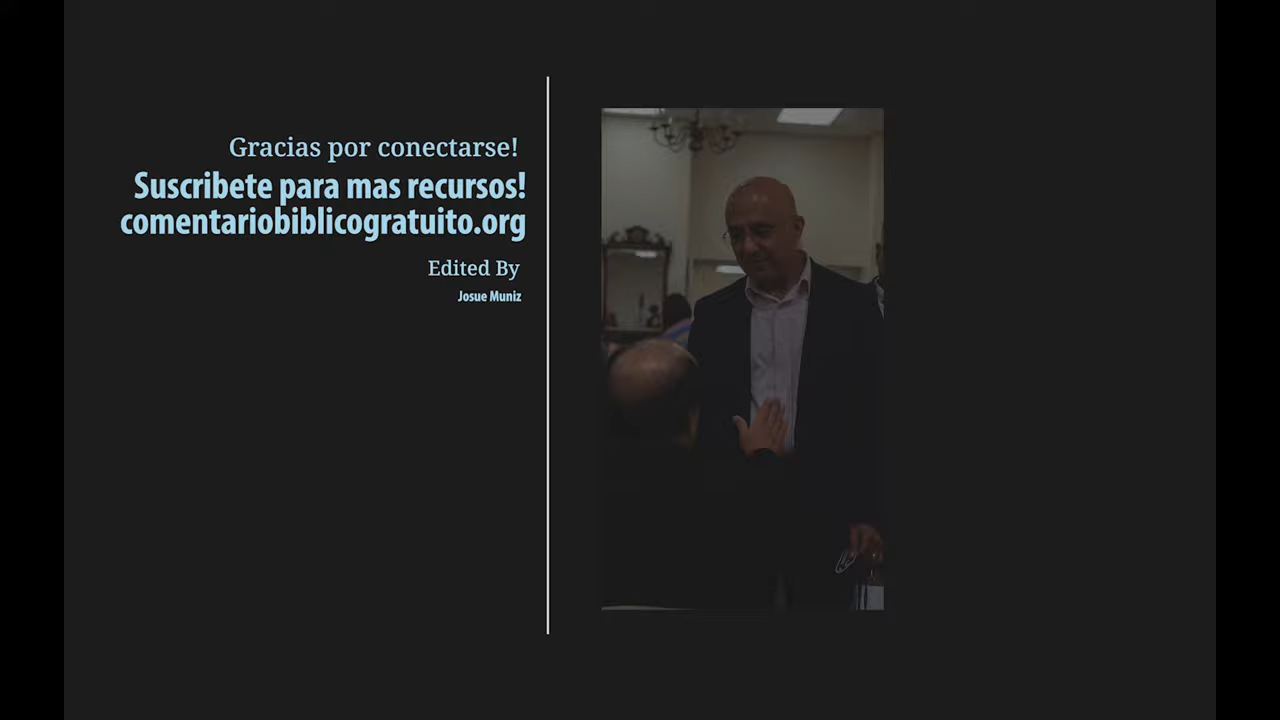 Gracias por conectarse!
Suscribete para mas recursos!
comentariobiblicogratuito.org
Edited By
Josue Muniz